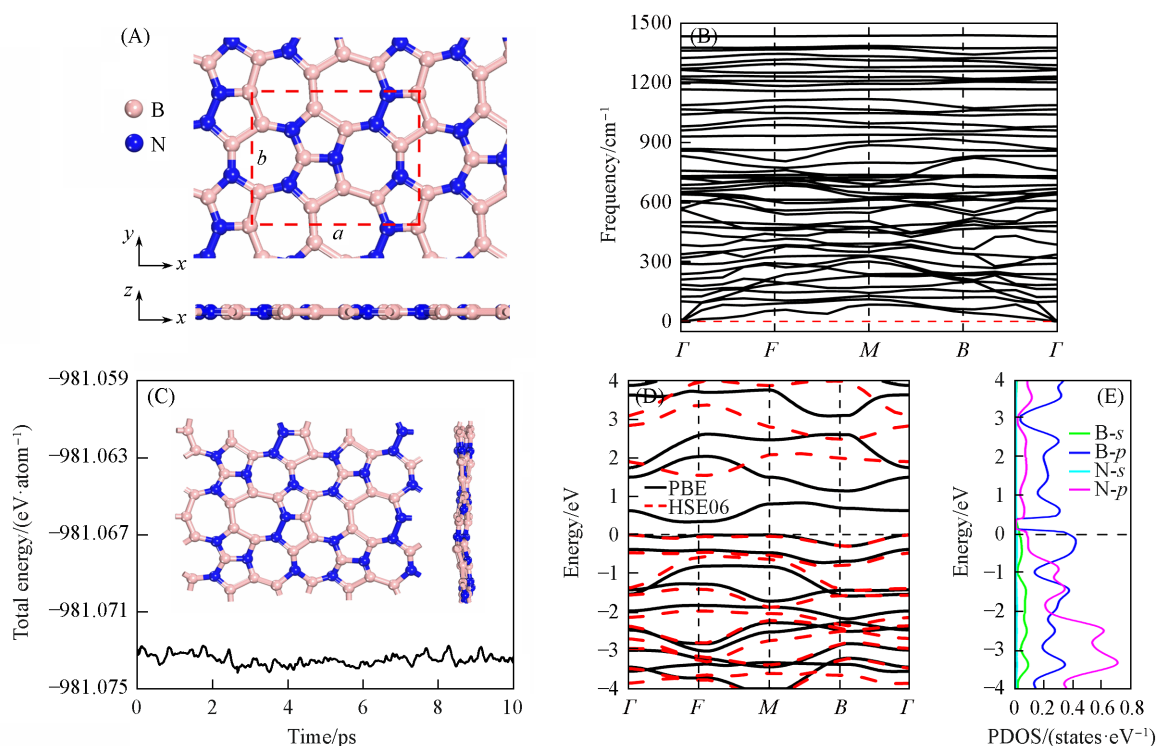 (A)
B
N
b
a
y
x
z
x
(B)
Frequency/cm⁻¹
1500
1200
900
600
300
0
Γ F M B Γ
(C)
Total energy/(eV·atom⁻¹)
−981.059
−981.063
−981.067
−981.071
−981.075
0 2 4 6 8 10
Time/ps
(D)
Energy/eV
4
3
2
1
0
−1
−2
−3
−4
PBE
HSE06
Γ F M B Γ
(E)
Energy/eV
4
3
2
1
0
−1
−2
−3
−4
B-s
B-p
N-s
N-p
0 0.2 0.4 0.6 0.8
PDOS/(states·eV⁻¹)